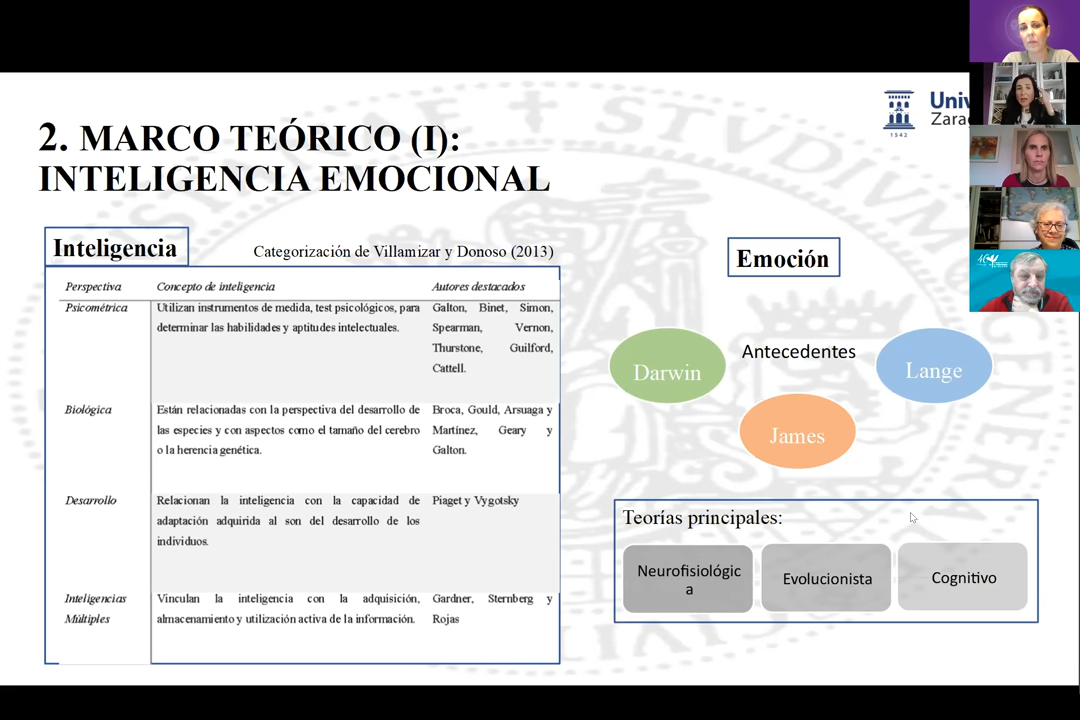 2. MARCO TEÓRICO (I):
INTELIGENCIA EMOCIONAL
1542
Inteligencia
Categorización de Villamizar y Donoso (2013)
Perspectiva Concepto de inteligencia Autores destacados
Psicométrica Utilizan instrumentos de medida, test psicológicos, para Galton, Binet, Simon,
determinar las habilidades y aptitudes intelectuales. Spearman, Vernon,
Thurstone, Guilford,
Cattell.
Biológica Están relacionadas con la perspectiva del desarrollo de Broca, Gould, Arsuaga y
las especies y con aspectos como el tamaño del cerebro Martínez, Geary y
o la herencia genética. Galton.
Desarrollo Relacionan la inteligencia con la capacidad de Piaget y Vygotsky
adaptación adquirida al son del desarrollo de los
individuos.
Inteligencias Vinculan la inteligencia con la adquisición, Gardner, Sternberg y
Múltiples almacenamiento y utilización activa de la información. Rojas
Emoción
Antecedentes
Darwin
Lange
James
Teorías principales:
Neurofisiológic
a
Evolucionista
Cognitivo